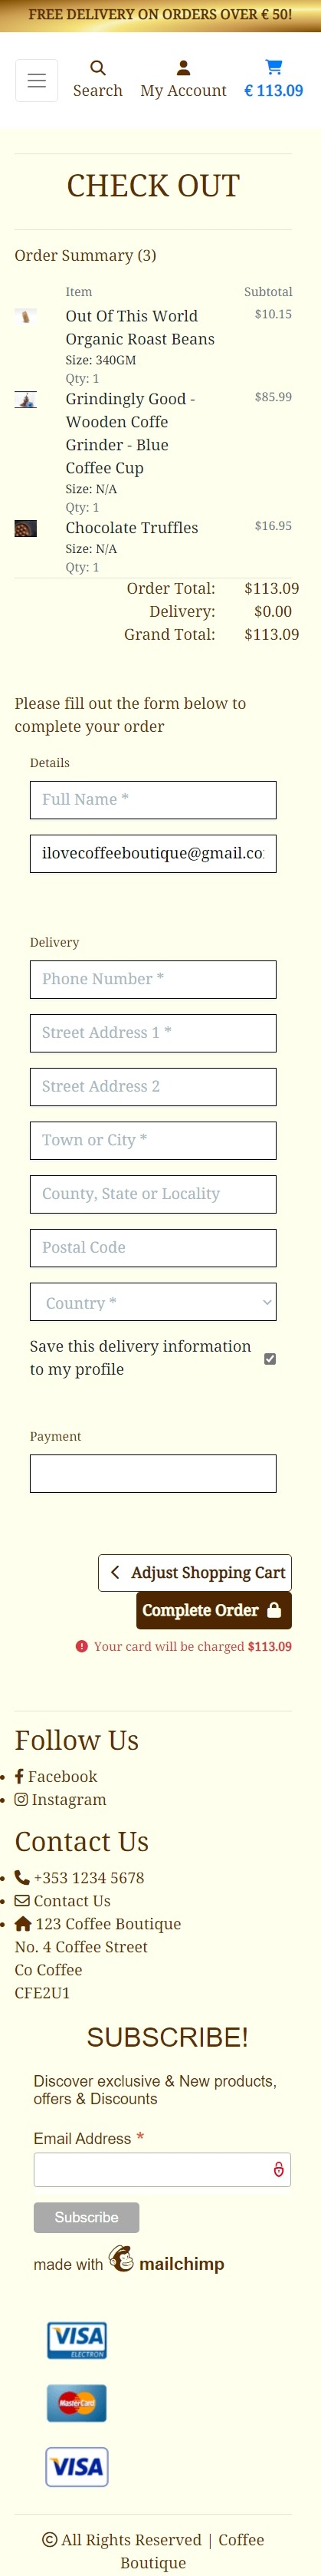 FREE DELIVERY ON ORDERS OVER € 50!
Search
My Account
€ 113.09
CHECK OUT
Order Summary (3)
Item Subtotal
Out Of This World $10.15
Organic Roast Beans
Size: 340GM
Qty: 1
Grindingly Good - $85.99
Wooden Coffe
Grinder - Blue
Coffee Cup
Size: N/A
Qty: 1
Chocolate Truffles $16.95
Size: N/A
Qty: 1
Order Total: $113.09
Delivery: $0.00
Grand Total: $113.09
Please fill out the form below to
complete your order
Details
Full Name *
ilovecoffeeboutique@gmail.co
Delivery
Phone Number *
Street Address 1 *
Street Address 2
Town or City *
County, State or Locality
Postal Code
Country *
Save this delivery information
to my profile
Payment
Adjust Shopping Cart
Complete Order
Your card will be charged $113.09
Follow Us
Facebook
Instagram
Contact Us
+353 1234 5678
Contact Us
123 Coffee Boutique
No. 4 Coffee Street
Co Coffee
CFE2U1
SUBSCRIBE!
Discover exclusive & New products,
offers & Discounts
Email Address *
Subscribe
made with mailchimp
VISA
ELECTRON
MasterCard
VISA
© All Rights Reserved | Coffee
Boutique